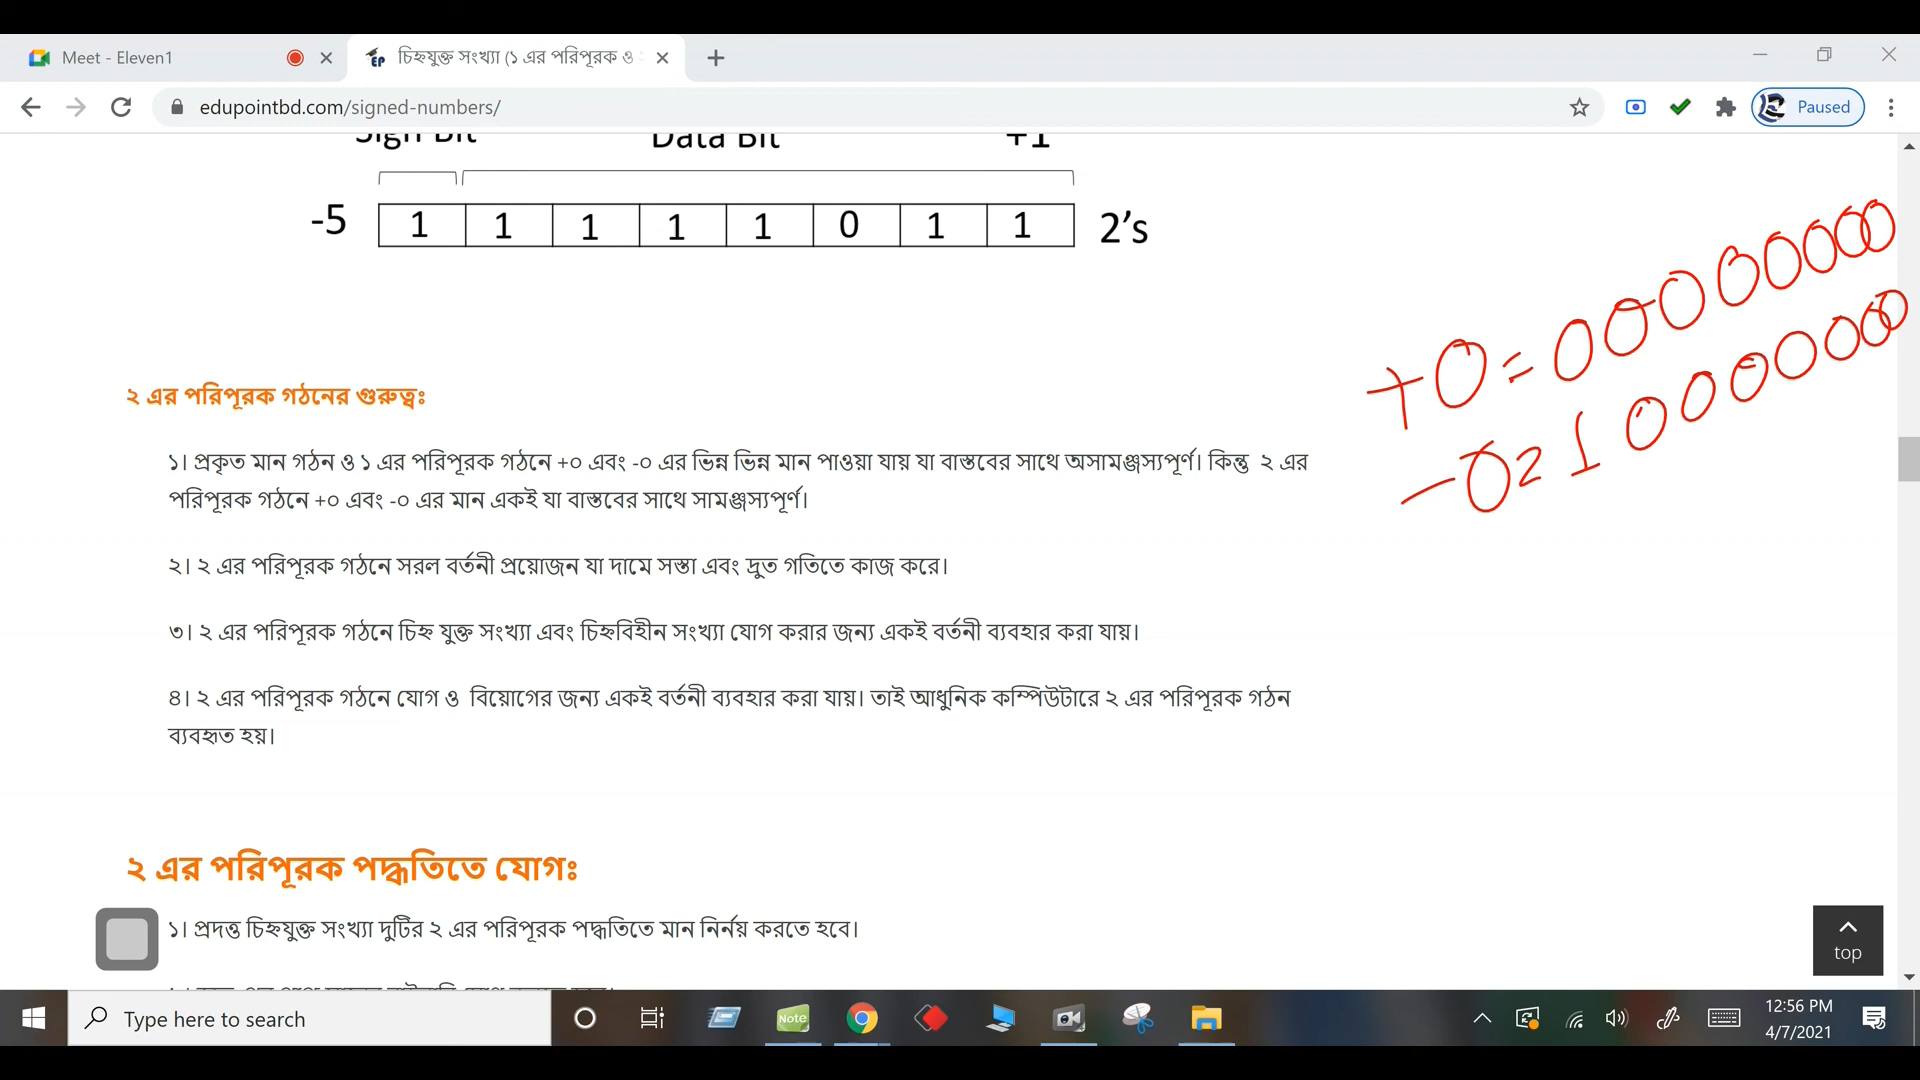 Meet - Eleven1
চিহ্নযুক্ত সংখ্যা (১ এর পরিপূরক ও
edupointbd.com/signed-numbers/
Paused
Sign Bit Data Bit +1
-5 1 1 1 1 1 0 1 1 2's
+0 = 00000000
-0 = 10000000
২ এর পরিপূরক গঠনের গুরুত্বঃ
১। প্রকৃত মান গঠন ও ১ এর পরিপূরক গঠনে +০ এবং -০ এর ভিন্ন ভিন্ন মান পাওয়া যায় যা বাস্তবের সাথে অসামঞ্জস্যপূর্ণ। কিন্তু ২ এর
পরিপূরক গঠনে +০ এবং -০ এর মান একই যা বাস্তবের সাথে সামঞ্জস্যপূর্ণ।
২। ২ এর পরিপূরক গঠনে সরল বর্তনী প্রয়োজন যা দামে সস্তা এবং দ্রুত গতিতে কাজ করে।
৩। ২ এর পরিপূরক গঠনে চিহ্ন যুক্ত সংখ্যা এবং চিহ্নবিহীন সংখ্যা যোগ করার জন্য একই বর্তনী ব্যবহার করা যায়।
৪। ২ এর পরিপূরক গঠনে যোগ ও বিয়োগের জন্য একই বর্তনী ব্যবহার করা যায়। তাই আধুনিক কম্পিউটারে ২ এর পরিপূরক গঠন
ব্যবহৃত হয়।
২ এর পরিপূরক পদ্ধতিতে যোগঃ
১। প্রদত্ত চিহ্নযুক্ত সংখ্যা দুটির ২ এর পরিপূরক পদ্ধতিতে মান নির্নয় করতে হবে।
top
Type here to search
Note
12:56 PM
4/7/2021